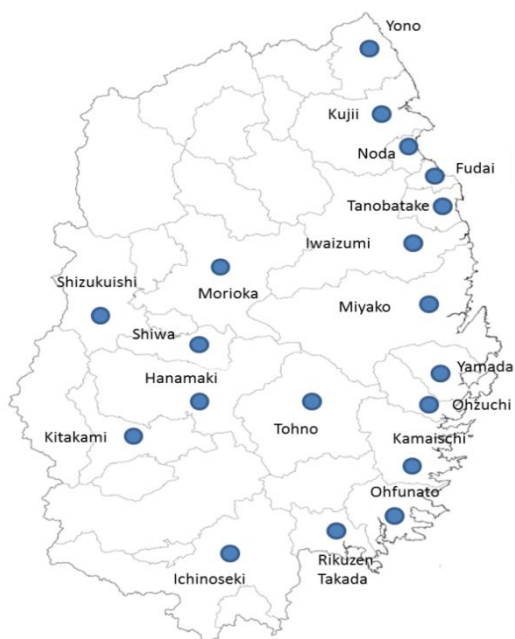 Yono
Kujii
Noda
Fudai
Tanobatake
Iwaizumi
Shizukuishi
Morioka
Miyako
Shiwa
Yamada
Hanamaki
Ohzuchi
Tohno
Kitakami
Kamaischi
Ohfunato
Rikuzen
Takada
Ichinoseki